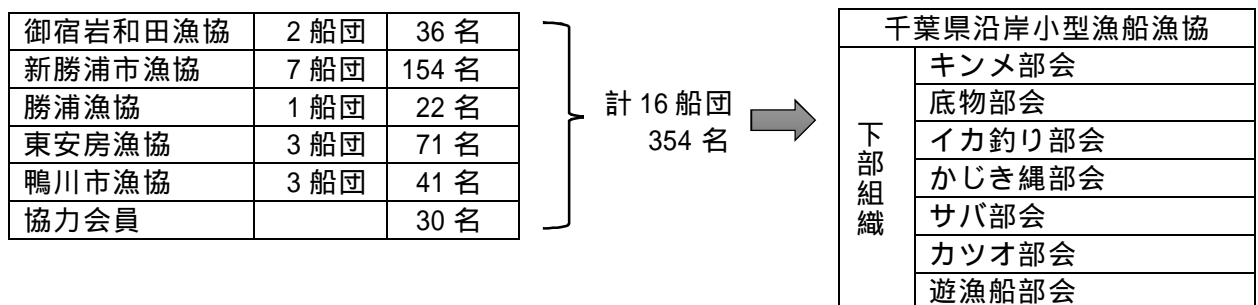 御宿岩和田漁協 2 船団 36 名
新勝浦市漁協 7 船団 154 名
勝浦漁協 1 船団 22 名
東安房漁協 3 船団 71 名
鴨川市漁協 3 船団 41 名
協力会員 30 名
計 16 船団
354 名
千葉県沿岸小型漁船漁協
下部組織
キンメ部会
底物部会
イカ釣り部会
かじき縄部会
サバ部会
カツオ部会
遊漁船部会